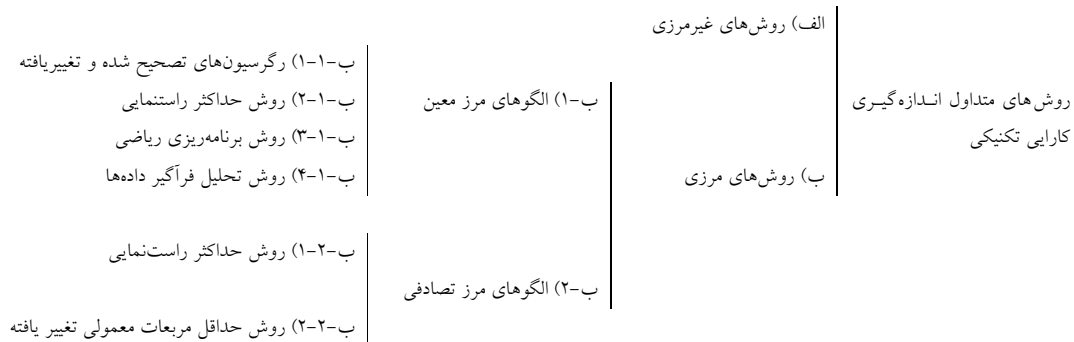 روش‌های متداول انـدازه‌گیـری
کارایی تکنیکی
الف) روش‌های غیرمرزی
ب) روش‌های مرزی
ب-۱) الگوهای مرز معین
ب-۱-۱) رگرسیون‌های تصحیح شده و تغییریافته
ب-۱-۲) روش حداکثر راستنمایی
ب-۱-۳) روش برنامه‌ریزی ریاضی
ب-۱-۴) روش تحلیل فرآگیر داده‌ها
ب-۲) الگوهای مرز تصادفی
ب-۲-۱) روش حداکثر راست‌نمایی
ب-۲-۲) روش حداقل مربعات معمولی تغییر یافته